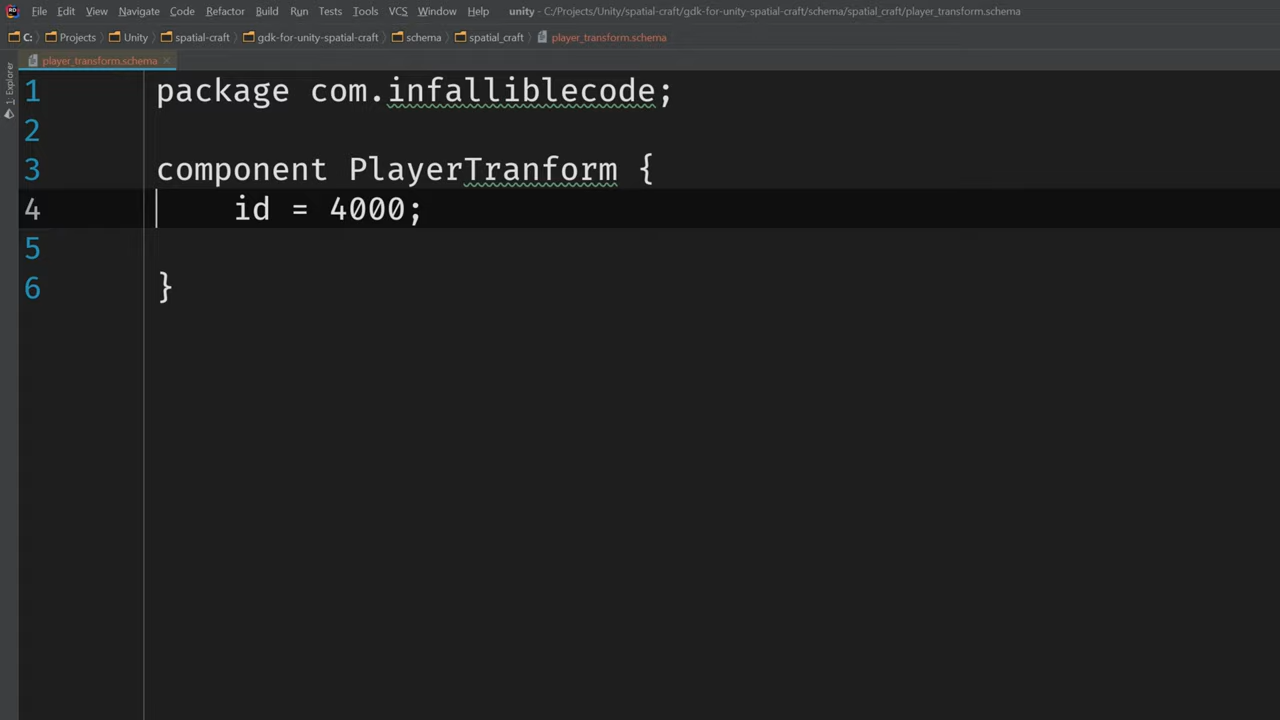 File Edit View Navigate Code Refactor Build Run Tests Tools VCS Window Help unity - C:/Projects/Unity/spatial-craft/gdk-for-unity-spatial-craft/schema/spatial_craft/player_transform.schema
C: Projects Unity spatial-craft gdk-for-unity-spatial-craft schema spatial_craft player_transform.schema
player_transform.schema ×
1: Explorer
1 package com.infalliblecode;
2
3 component PlayerTranform {
4 id = 4000;
5
6 }